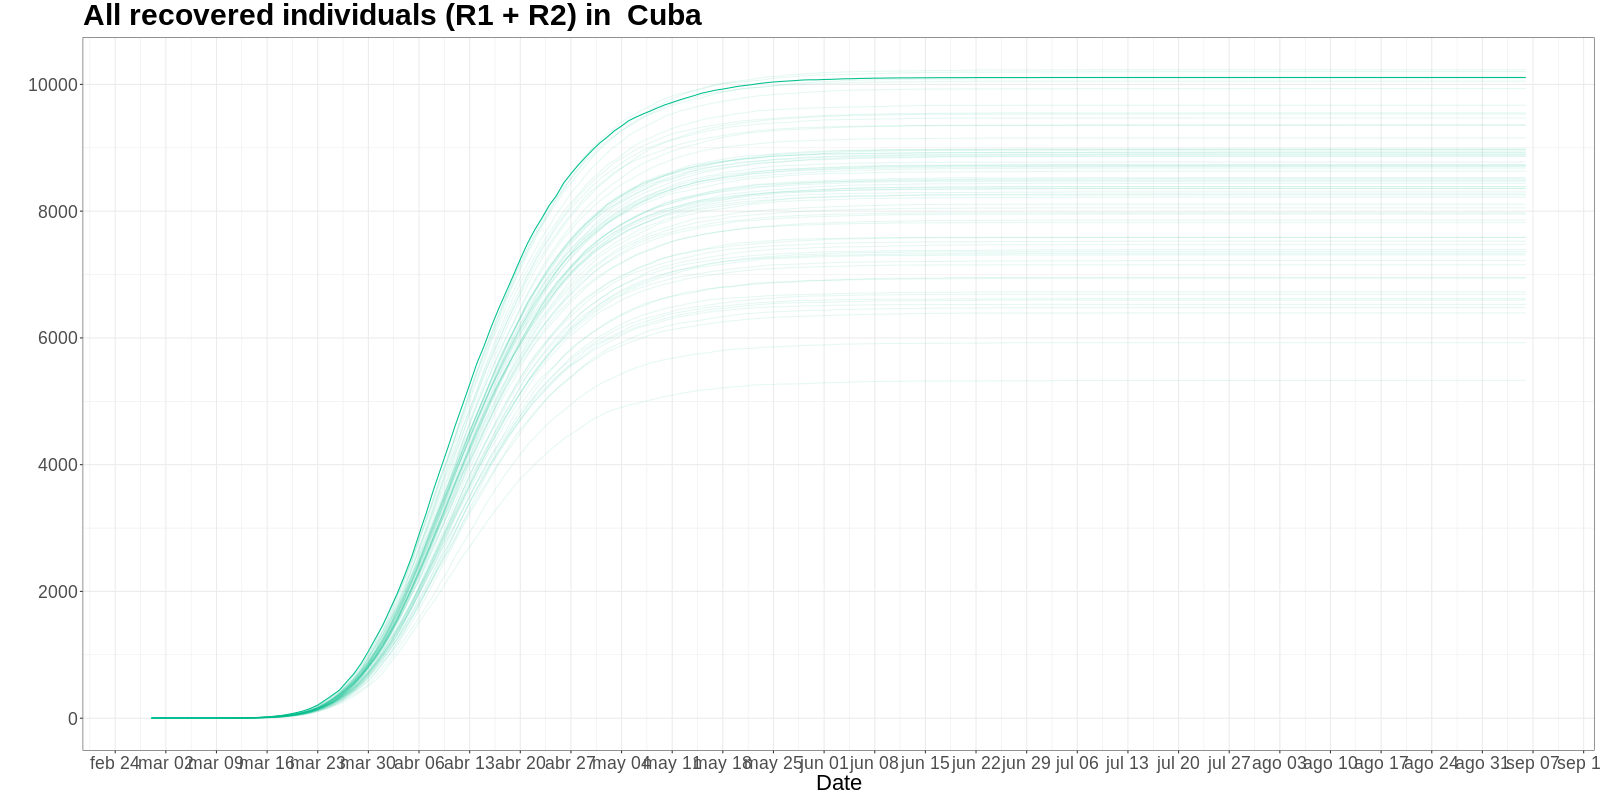 All recovered individuals (R1 + R2) in  Cuba
10000
8000
6000
4000
2000
0
feb 24 mar 02 mar 09 mar 16 mar 23 mar 30 abr 06 abr 13 abr 20 abr 27 may 04 may 11 may 18 may 25 jun 01 jun 08 jun 15 jun 22 jun 29 jul 06 jul 13 jul 20 jul 27 ago 03 ago 10 ago 17 ago 24 ago 31 sep 07 sep 1
Date